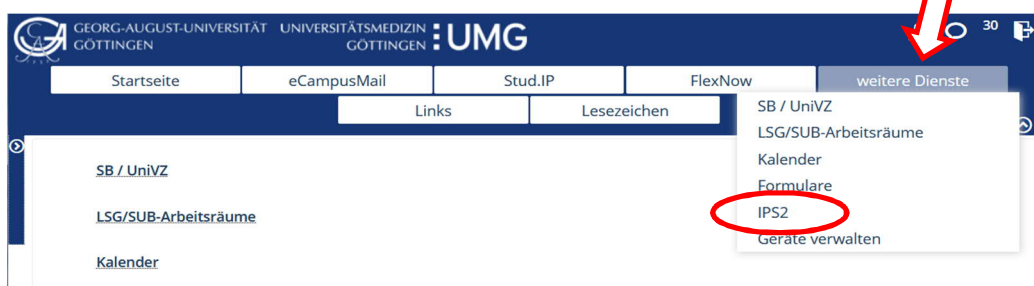 GEORG-AUGUST-UNIVERSITÄT
GÖTTINGEN
UNIVERSITÄTSMEDIZIN
GÖTTINGEN
UMG
30
Startseite
eCampusMail
Stud.IP
FlexNow
weitere Dienste
Links
Lesezeichen
SB / UniVZ
LSG/SUB-Arbeitsräume
Kalender
Formulare
IPS2
Geräte verwalten
SB / UniVZ
LSG/SUB-Arbeitsräume
Kalender